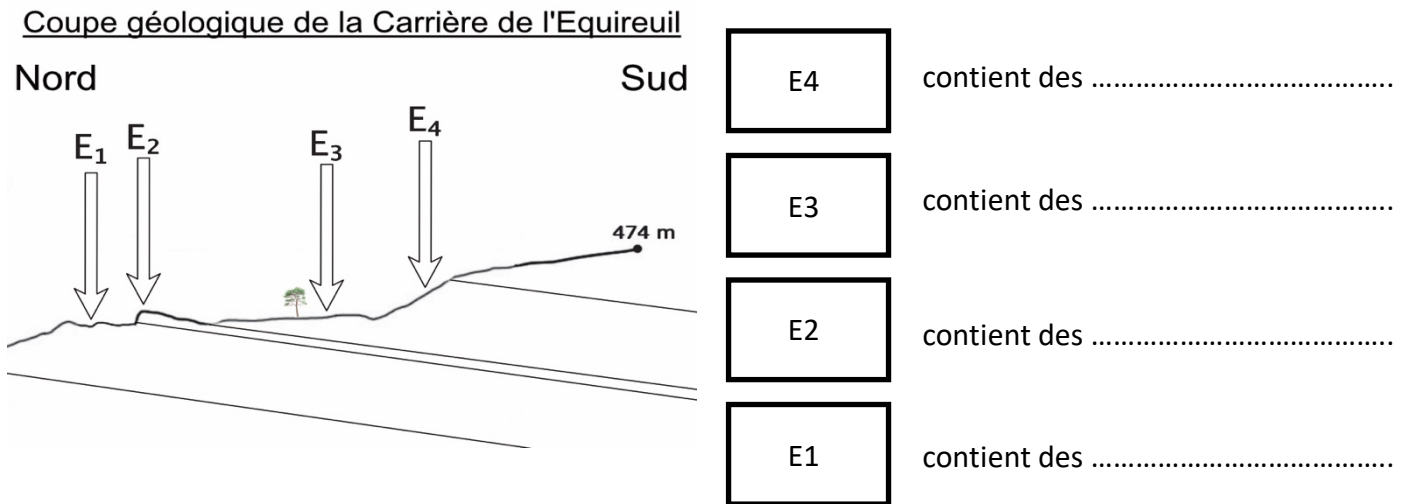 Coupe géologique de la Carrière de l'Equireuil
Nord
Sud
E₁
E₂
E₃
E₄
474 m
E4
contient des ……………………………………..
E3
contient des ……………………………………..
E2
contient des ……………………………………..
E1
contient des ……………………………………..